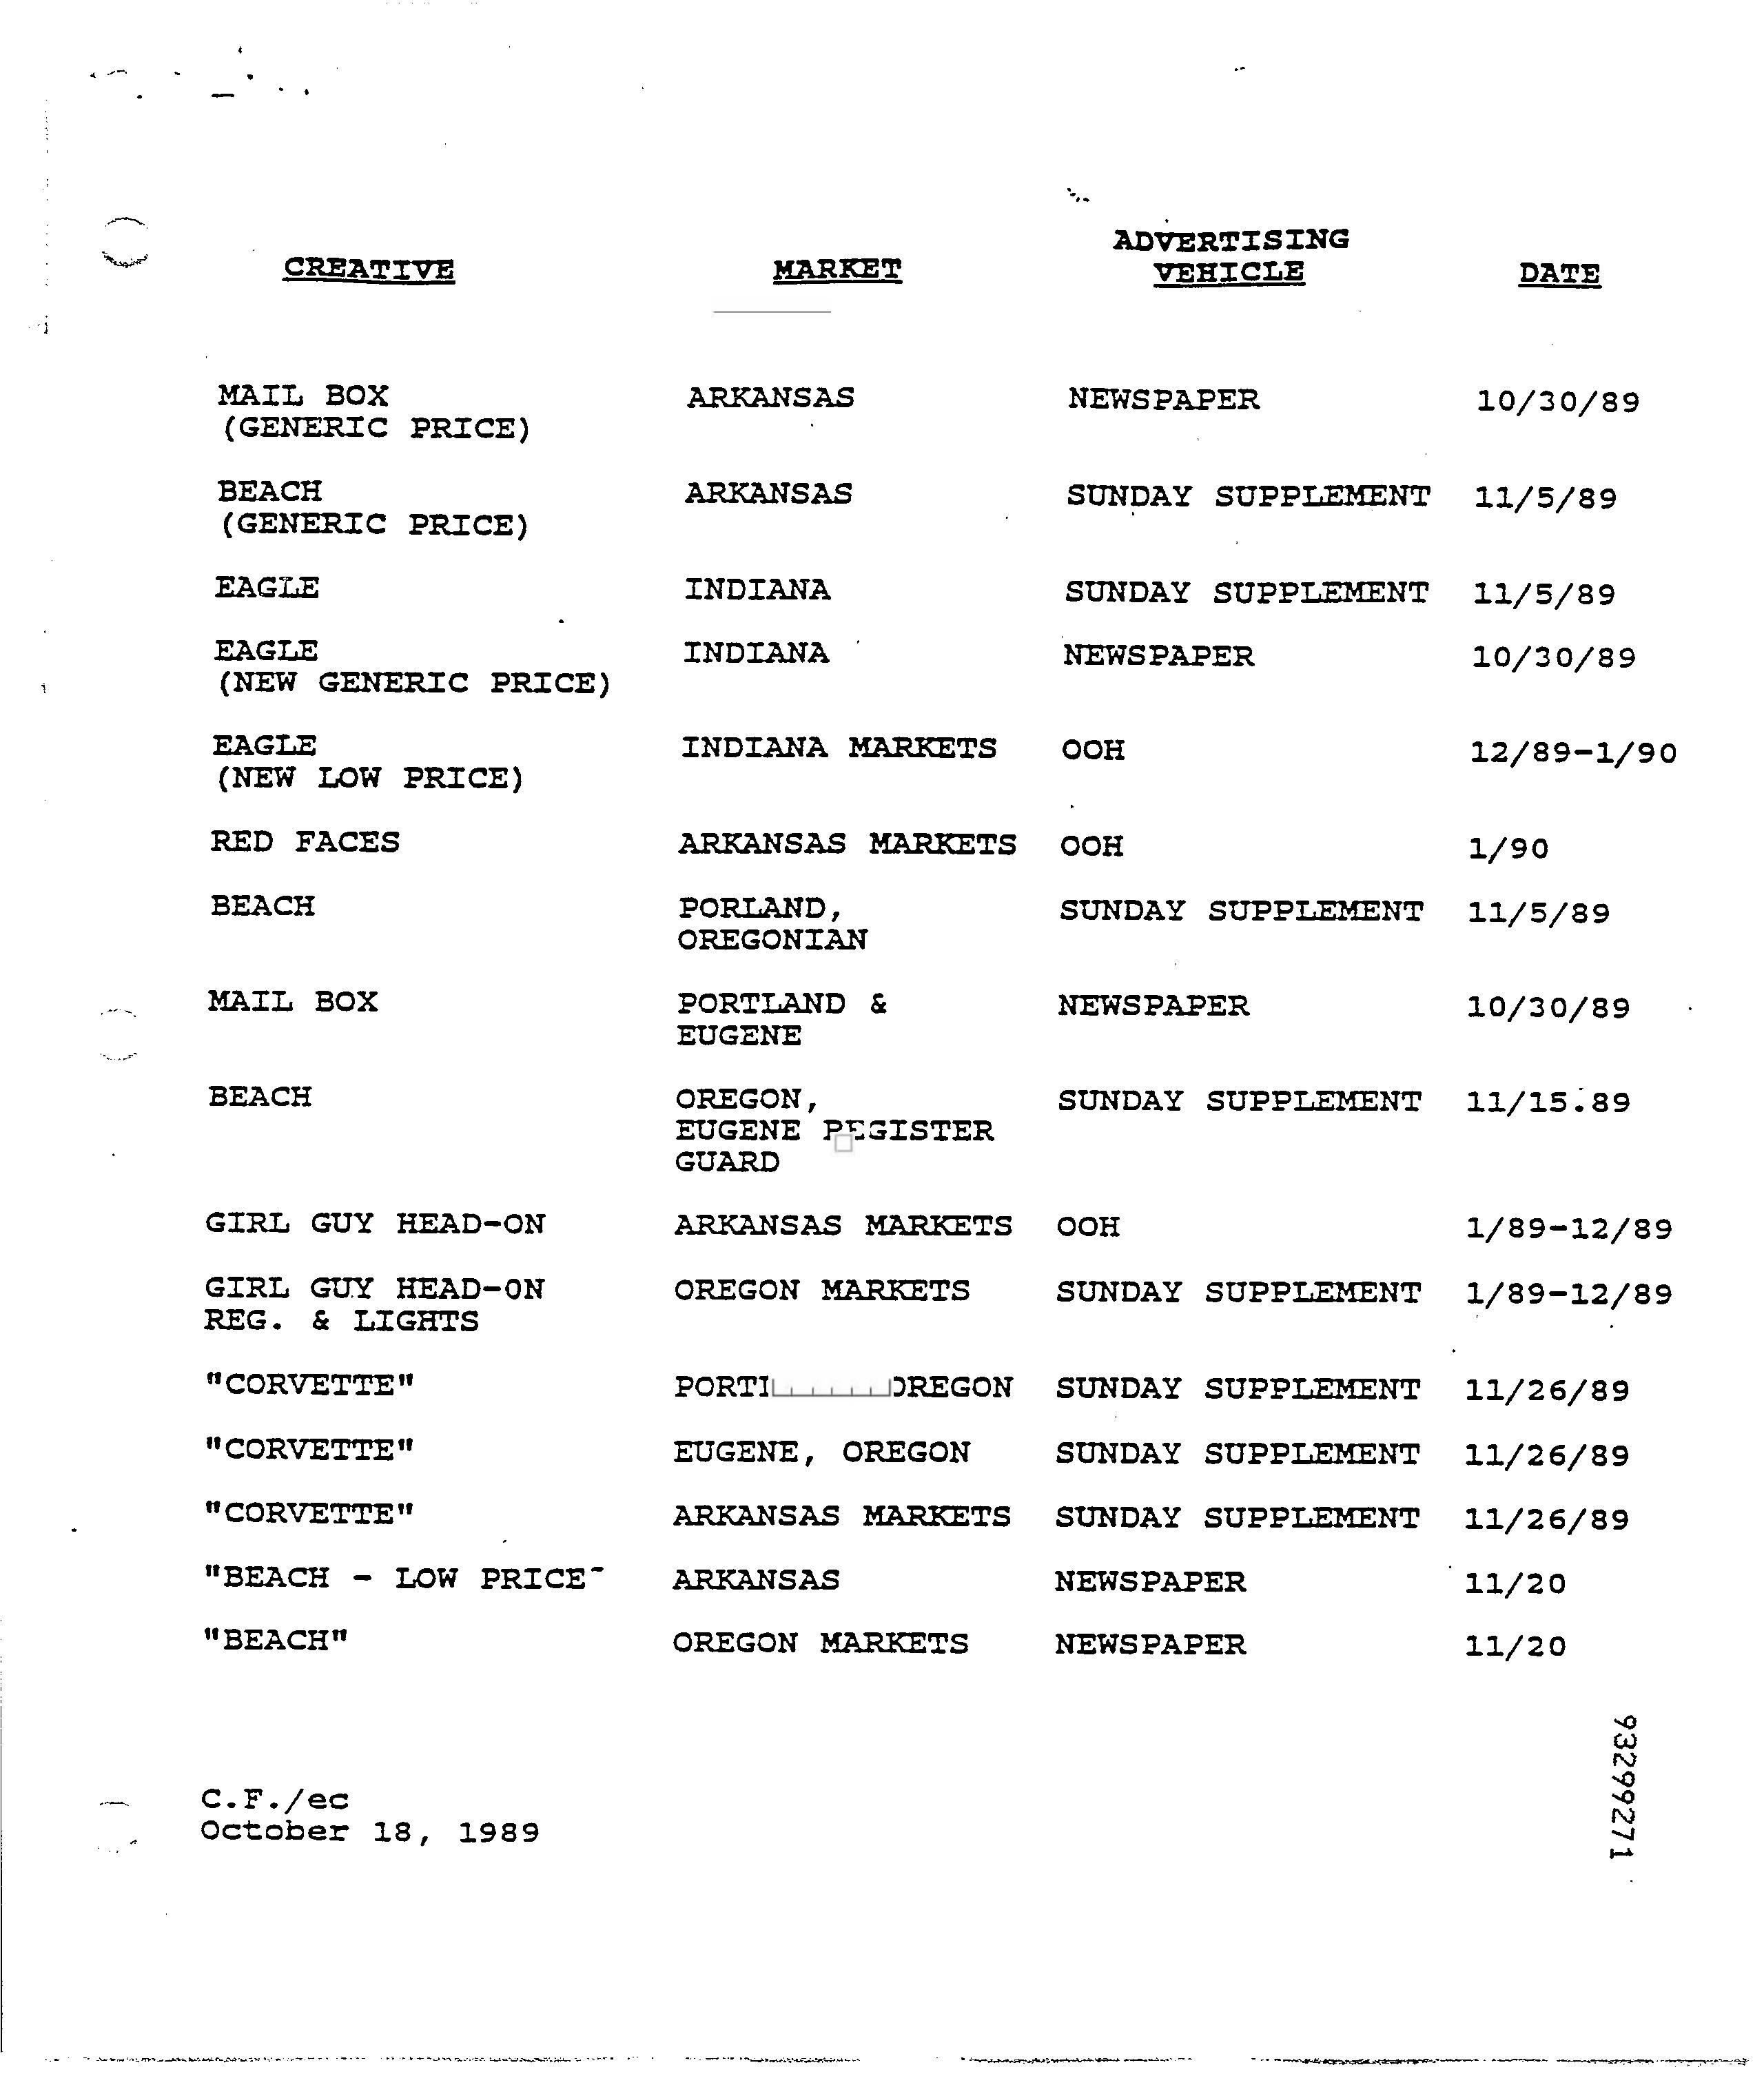 CREATIVE MARKET ADVERTISING VEHICLE DATE
MAIL BOX ARKANSAS NEWSPAPER 10/30/89
(GENERIC PRICE)
BEACH ARKANSAS SUNDAY SUPPLEMENT 11/5/89
(GENERIC PRICE)
EAGLE INDIANA SUNDAY SUPPLEMENT 11/5/89
EAGLE INDIANA NEWSPAPER 10/30/89
(NEW GENERIC PRICE)
EAGLE INDIANA MARKETS OOH 12/89-1/90
(NEW LOW PRICE)
RED FACES ARKANSAS MARKETS OOH 1/90
BEACH PORLAND, SUNDAY SUPPLEMENT 11/5/89
OREGONIAN
MAIL BOX PORTLAND & NEWSPAPER 10/30/89
EUGENE
BEACH OREGON, SUNDAY SUPPLEMENT 11/15.89
EUGENE REGISTER
GUARD
GIRL GUY HEAD-ON ARKANSAS MARKETS OOH 1/89-12/89
GIRL GUY HEAD-ON OREGON MARKETS SUNDAY SUPPLEMENT 1/89-12/89
REG. & LIGHTS
"CORVETTE" OREGON SUNDAY SUPPLEMENT 11/26/89
"CORVETTE" EUGENE, OREGON SUNDAY SUPPLEMENT 11/26/89
"CORVETTE" ARKANSAS MARKETS SUNDAY SUPPLEMENT 11/26/89
"BEACH - LOW PRICE" ARKANSAS NEWSPAPER 11/20
"BEACH" OREGON MARKETS NEWSPAPER 11/20
93299271
C.F./ec
October 18, 1989